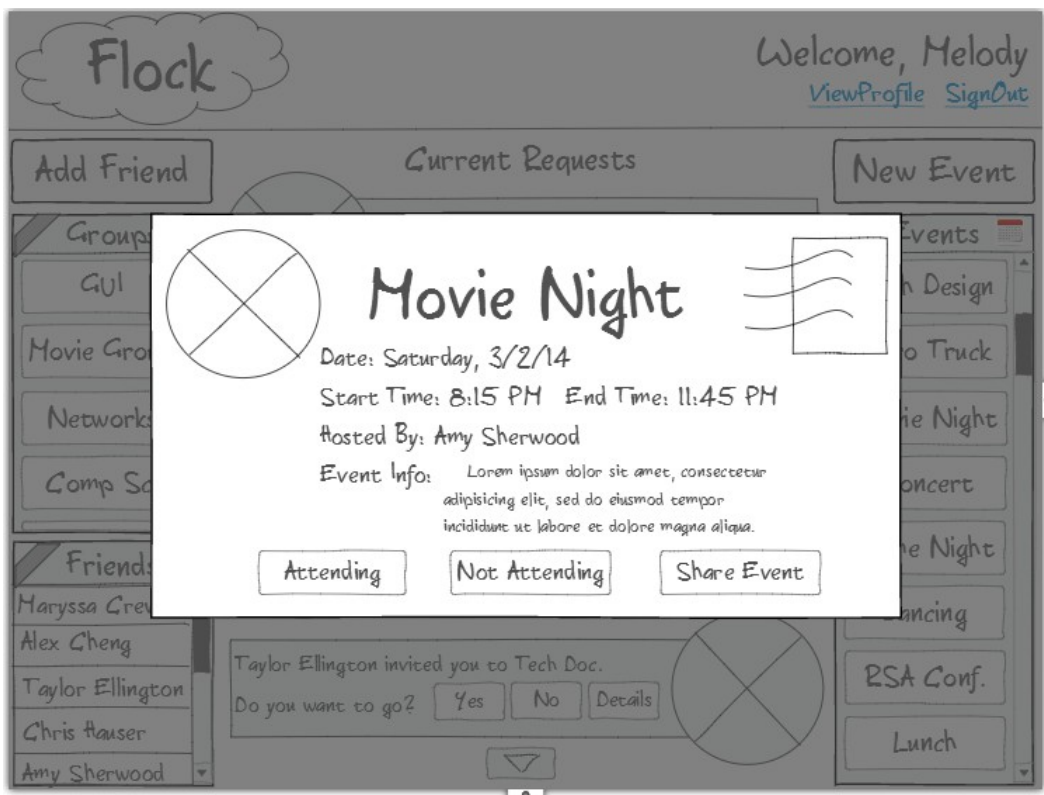 Flock
Welcome, Melody
ViewProfile SignOut
Add Friend
Current Requests
New Event
Groups
GUI
Movie Gro
Networks
Comp Sc
Friends
Maryssa Crew
Alex Cheng
Taylor Ellington
Chris Hauser
Amy Sherwood
Movie Night
Date: Saturday, 3/2/14
Start Time: 8:15 PM End Time: 11:45 PM
Hosted By: Amy Sherwood
Event Info: Lorem ipsum dolor sit amet, consectetur
adipisicing elit, sed do eiusmod tempor
incididunt ut labore et dolore magna aliqua.
Attending Not Attending Share Event
Taylor Ellington invited you to Tech Doc.
Do you want to go? Yes No Details
Events
n Design
o Truck
ie Night
oncert
e Night
ancing
RSA Conf.
Lunch